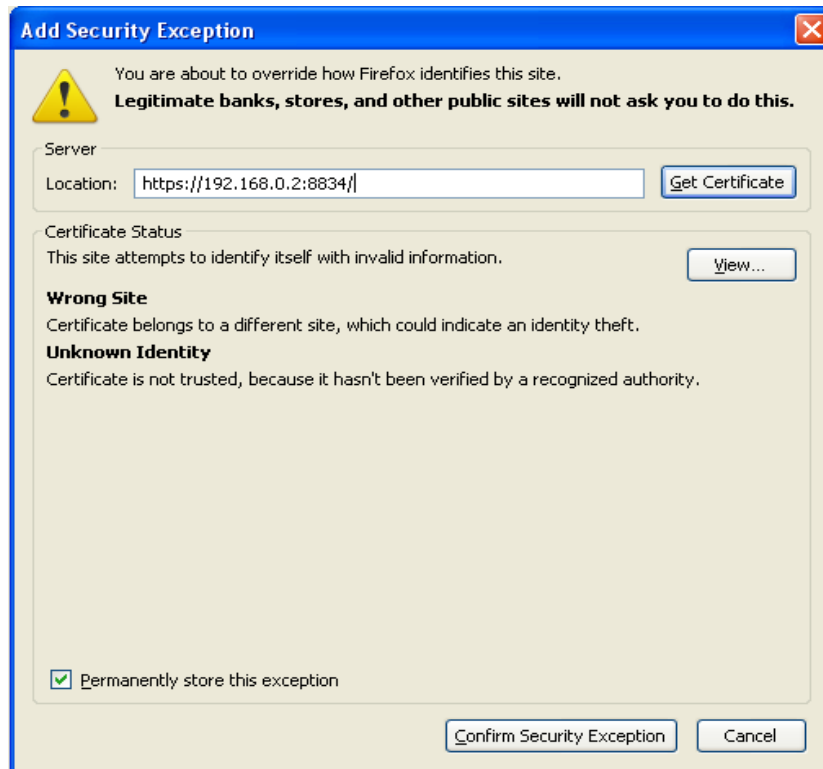 Add Security Exception
You are about to override how Firefox identifies this site.
Legitimate banks, stores, and other public sites will not ask you to do this.
Server
Location: https://192.168.0.2:8834/ Get Certificate
Certificate Status
This site attempts to identify itself with invalid information.
View...
Wrong Site
Certificate belongs to a different site, which could indicate an identity theft.
Unknown Identity
Certificate is not trusted, because it hasn't been verified by a recognized authority.
Permanently store this exception
Confirm Security Exception Cancel